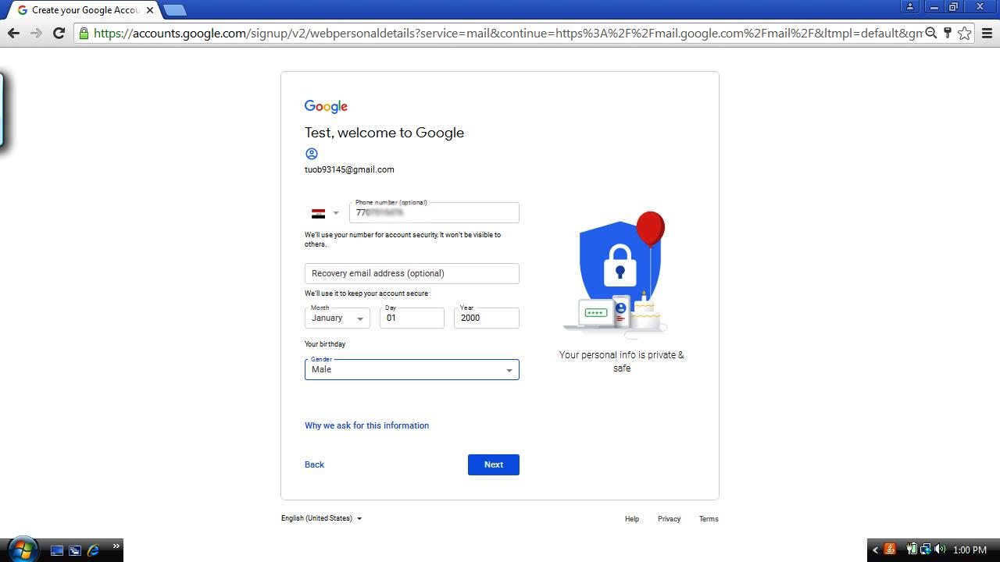 Create your Google Accou
https://accounts.google.com/signup/v2/webpersonaldetails?service=mail&continue=https%3A%2F%2Fmail.google.com%2Fmail%2F&ltmpl=default&gm
Google
Test, welcome to Google
tuob93145@gmail.com
Phone number (optional)
77
We'll use your number for account security. It won't be visible to
others.
Recovery email address (optional)
We'll use it to keep your account secure
Month Day Year
January 01 2000
Your birthday
Gender
Male
Your personal info is private &
safe
Why we ask for this information
Back Next
English (United States) Help Privacy Terms
1:00 PM